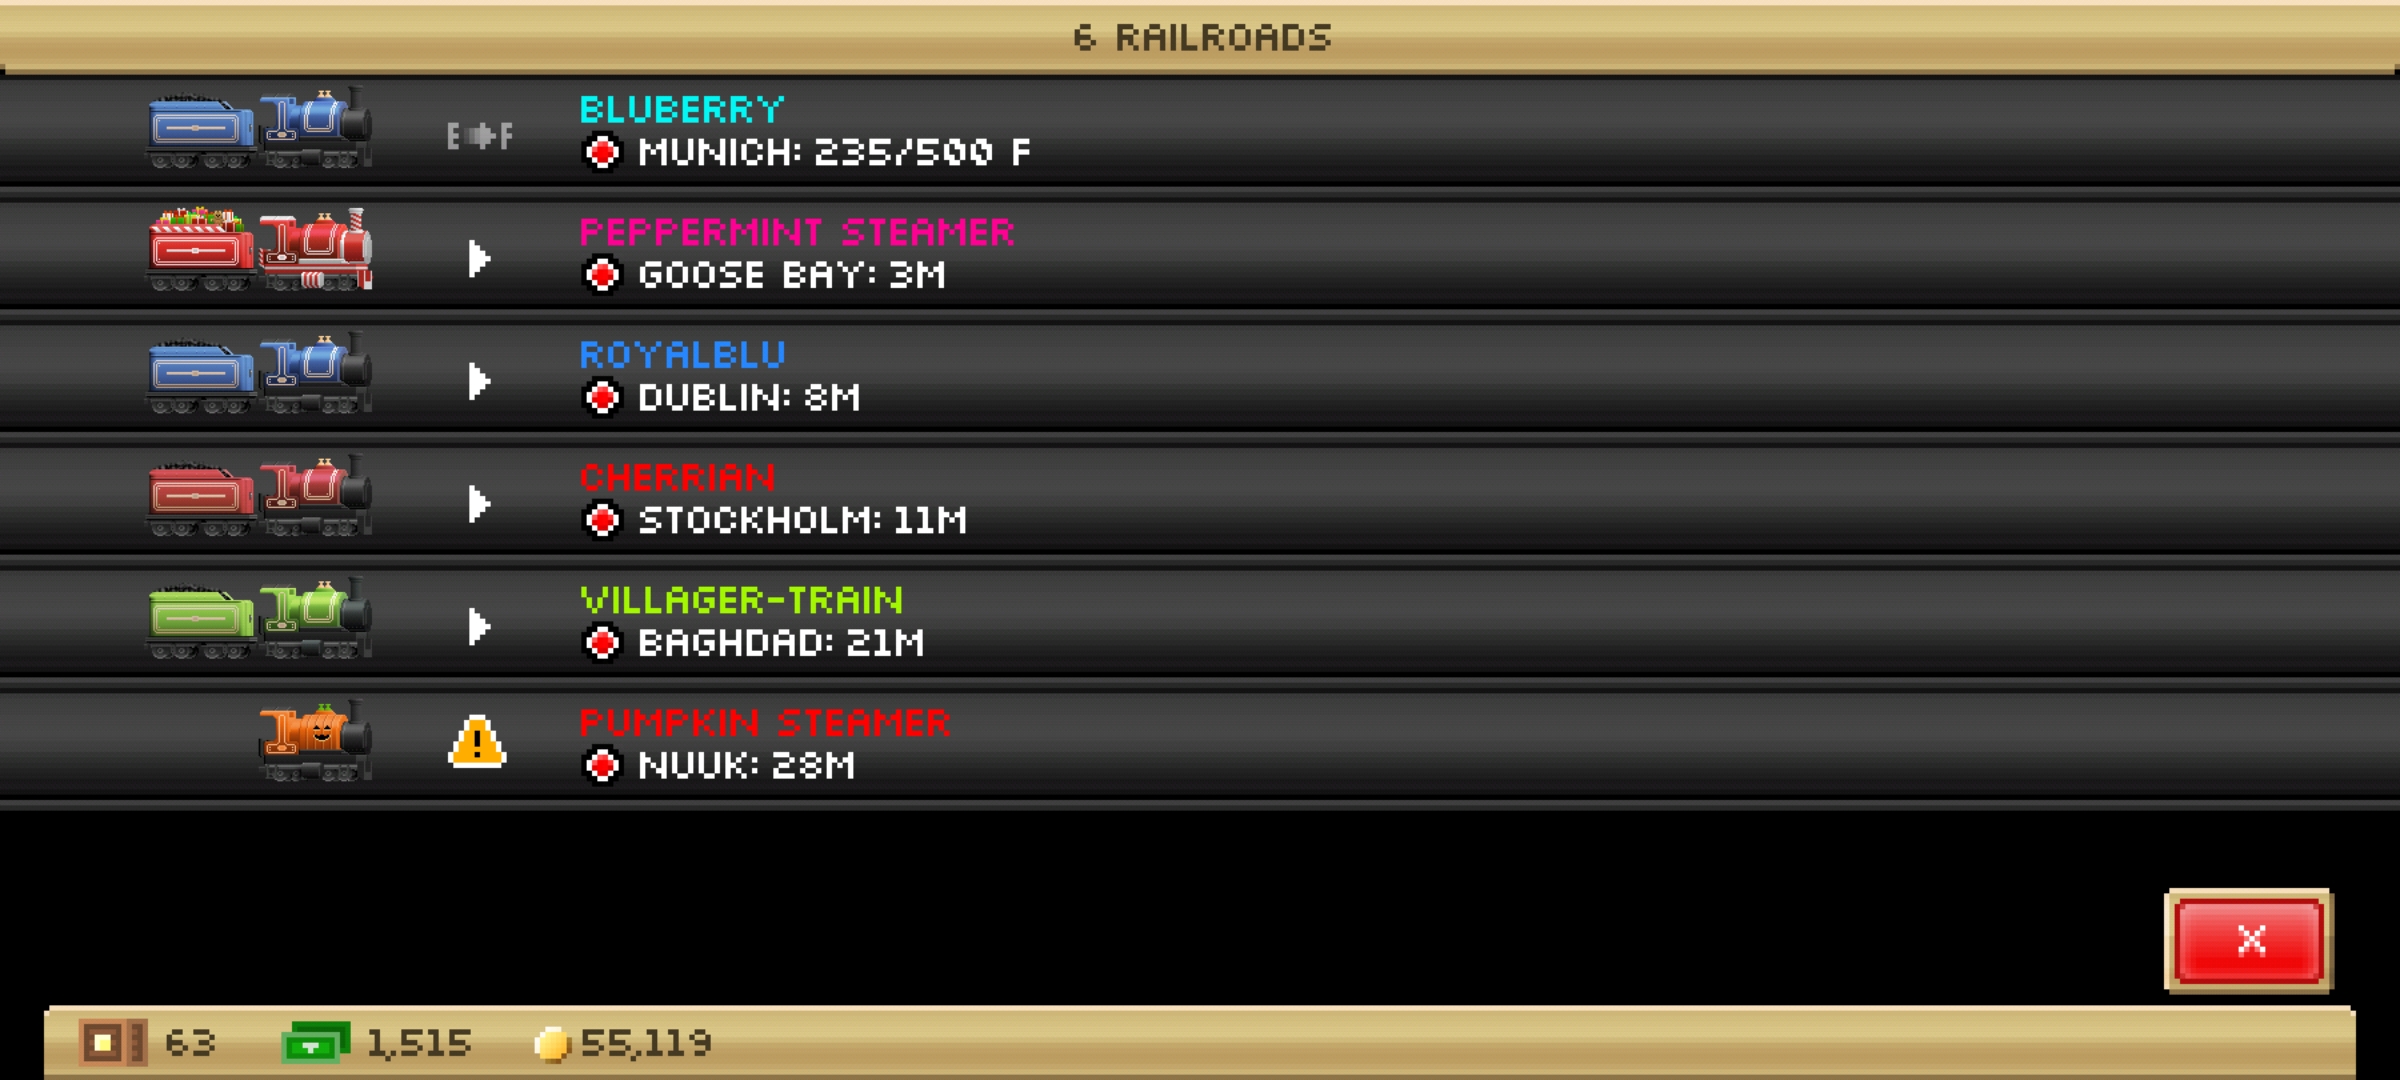 6 RAILROADS
BLUBERRY
E F
MUNICH: 235/500 F
PEPPERMINT STEAMER
GOOSE BAY: 3M
ROYALBLU
DUBLIN: 8M
CHERRIAN
STOCKHOLM: 11M
VILLAGER-TRAIN
BAGHDAD: 21M
!
PUMPKIN STEAMER
NUUK: 28M
X
63 1,515 55,119